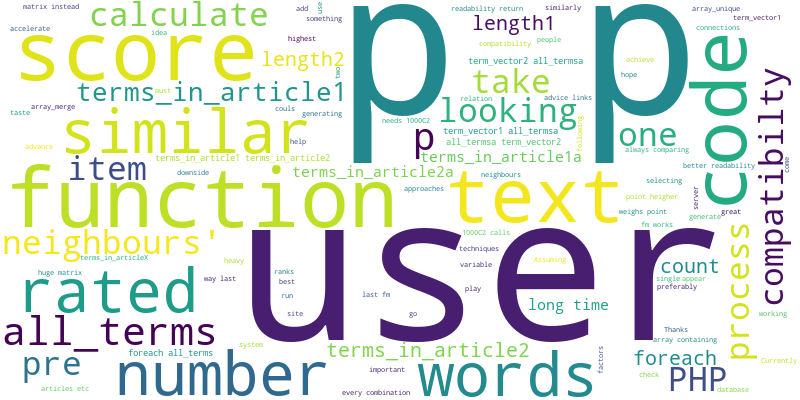 matrix instead
calculate
add
use
readability return
similarly
array_unique
p
p
accelerate
idea
something
highest
length1
compatibility
people
term_vector1
connections
score
length2
two
term_vector2 all_termsa
achieve
code
terms_in_article1
must
take
hope
array_merge
couls
generating
relation
advice links
looking
needs 1000C2
following
taste
similar
help
p
term_vector1 all_termsa
one
advance
all_termsa term_vector2
always comparing
terms_in_article1 terms_in_article2
terms_in_article1a
better readability
come
item
downside
terms_in_article2a
neighbours
selecting
server
compatibilty
function
approaches
text
point heigher
generate
weighs point
great
user
fm works
neighbours'
1000C2 calls
process
terms_in_articleX
heavy
techniques
count
huge matrix
ranks
variable
single appear
way last
best
last fm
play
preferably
rated
run
long time
working
site
go
array containing
all_terms
system
Thanks
foreach all_terms
terms_in_article2
factors
foreach
Currently
pre
number
important
words
check
PHP
articles etc
every combination
database
Assuming